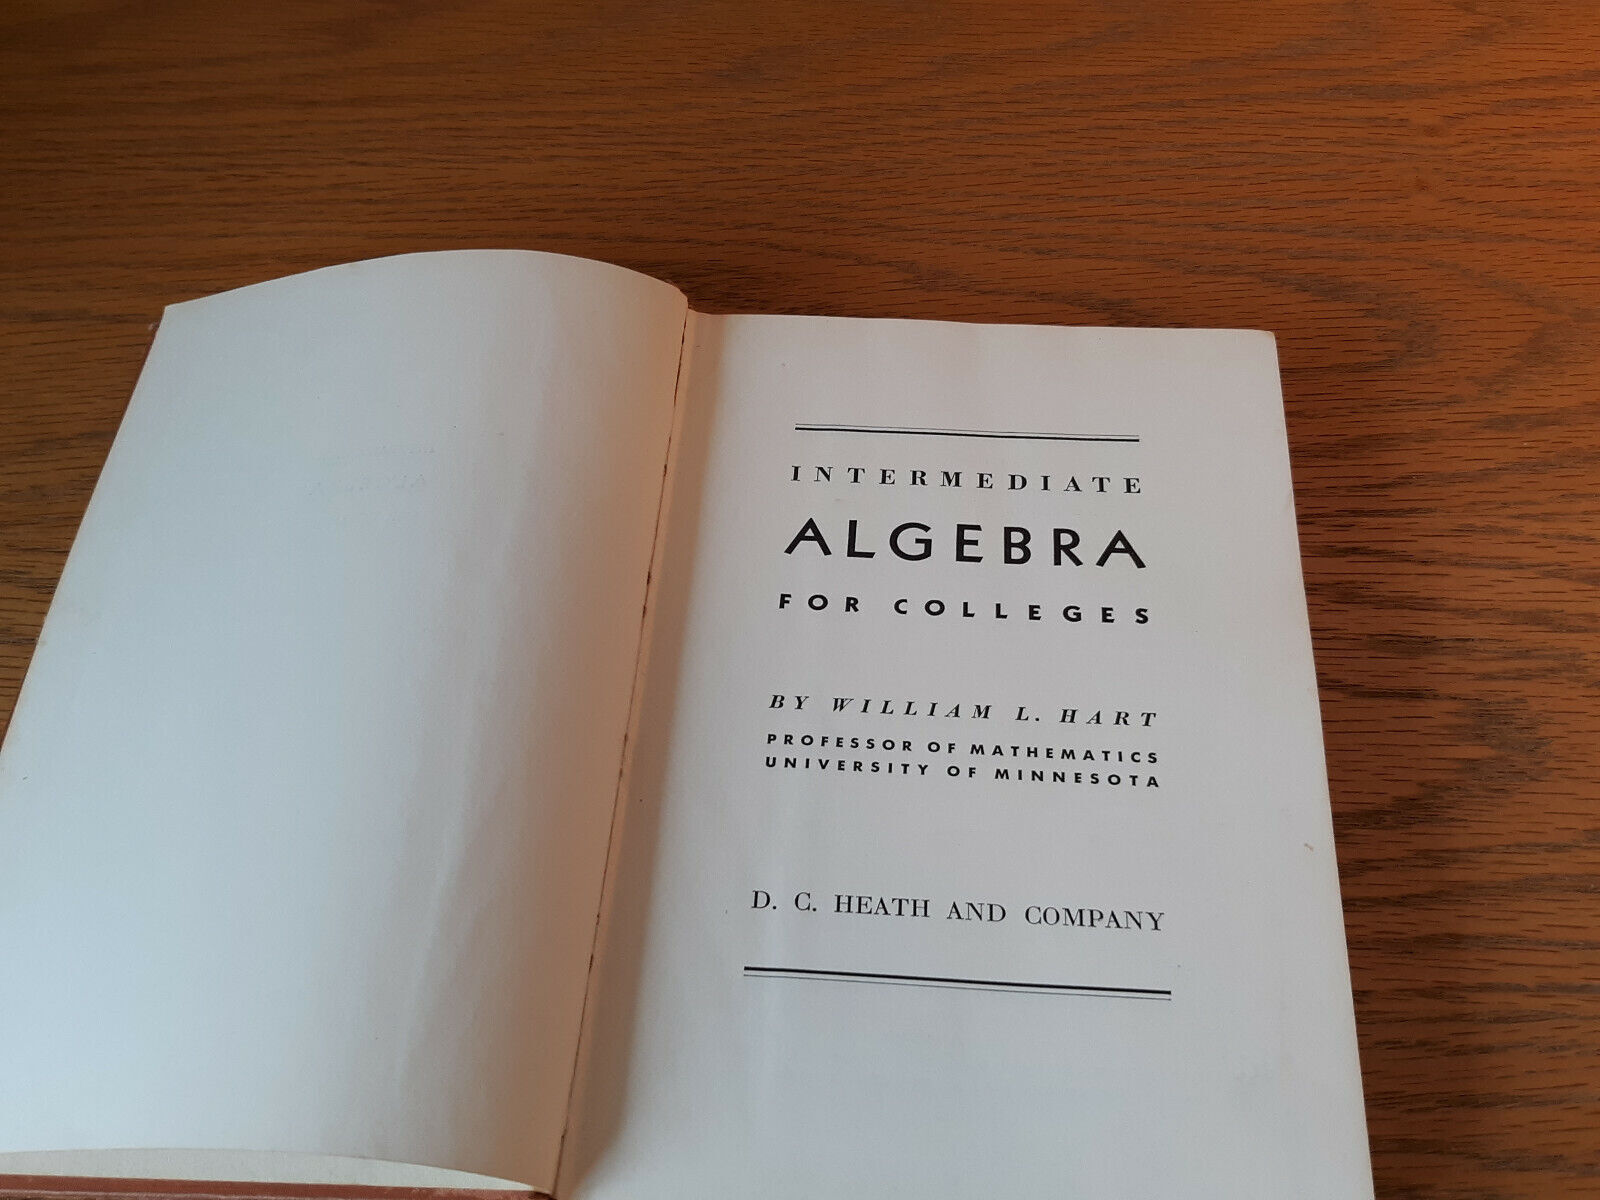 INTERMEDIATE
ALGEBRA
FOR COLLEGES
BY WILLIAM L. HART
PROFESSOR OF MATHEMATICS
UNIVERSITY OF MINNESOTA
D. C. HEATH AND COMPANY